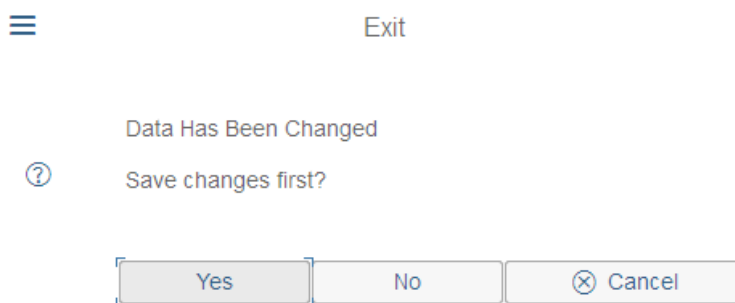 Exit
Data Has Been Changed
Save changes first?
Yes No Cancel